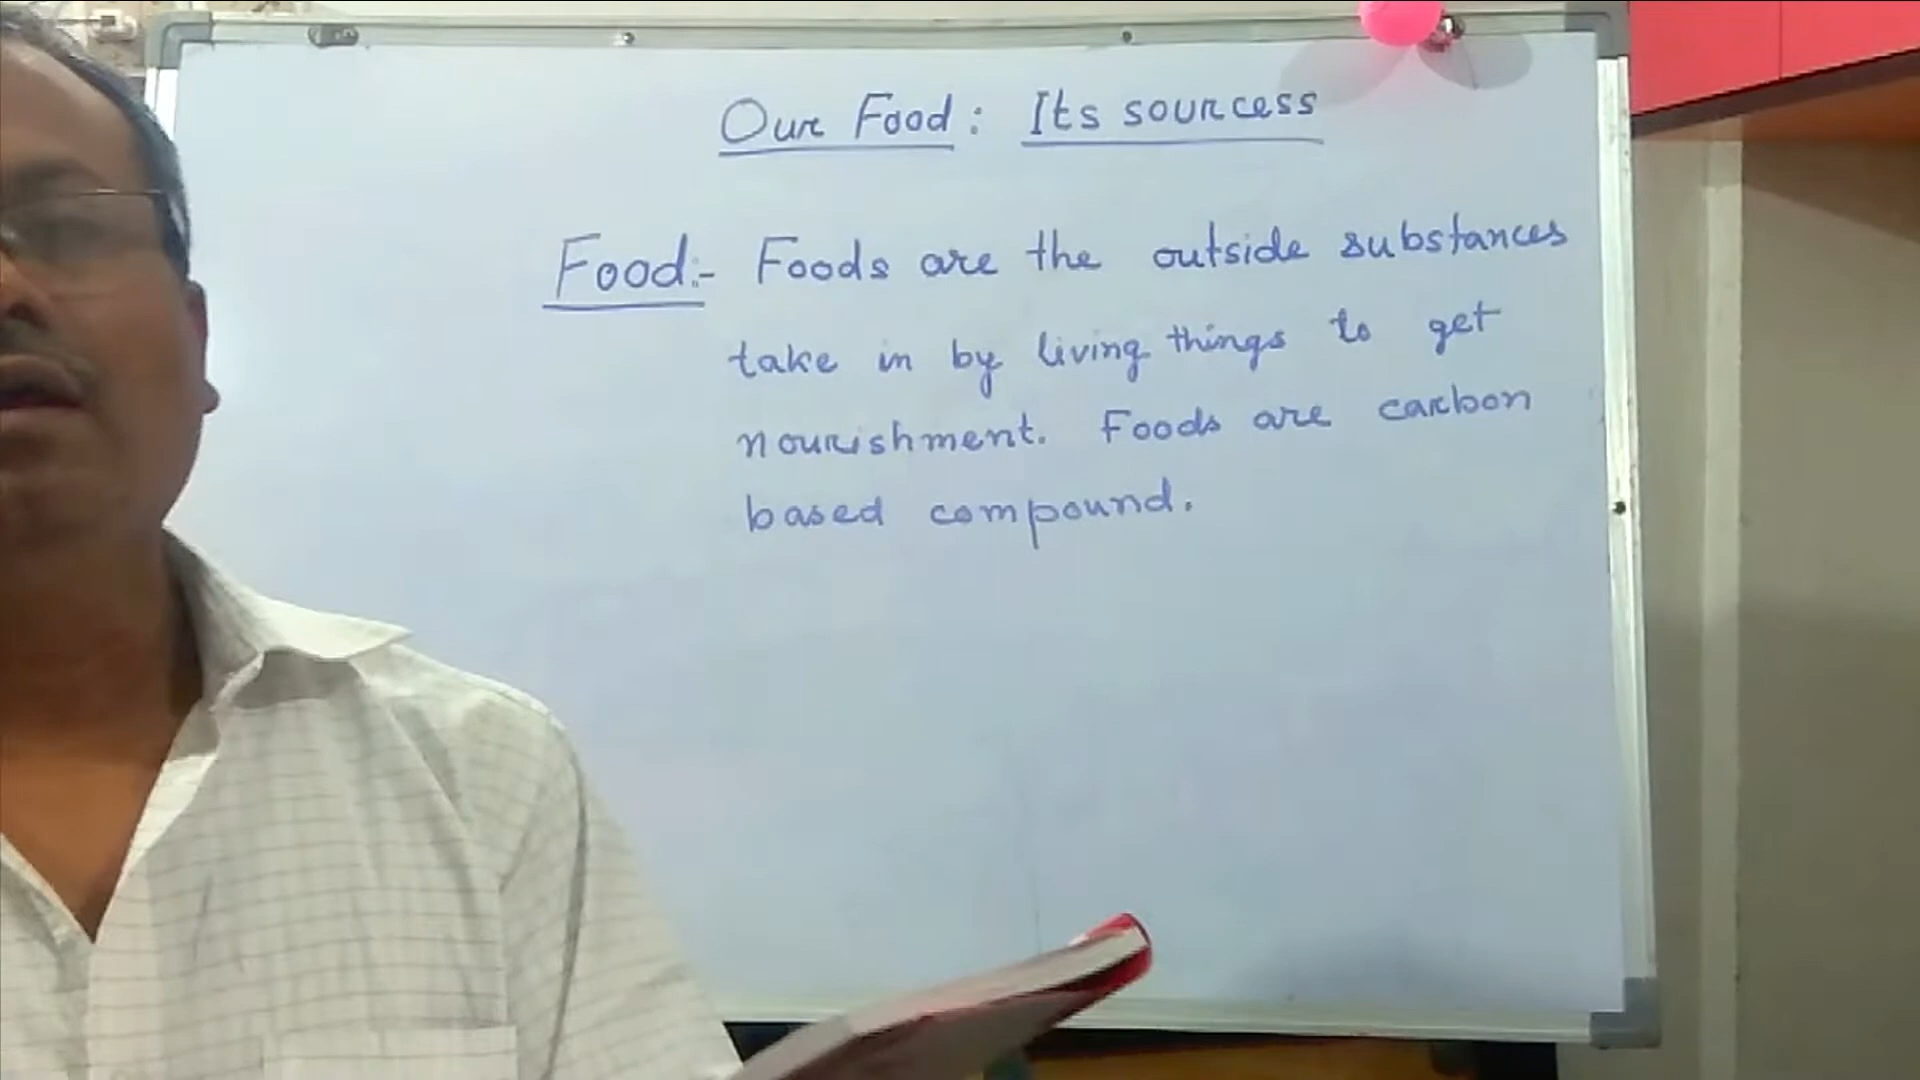 Our Food: Its sourcess
Food:- Foods are the outside substances
take in by living things to get
nourishment. Foods are carbon
based compound.